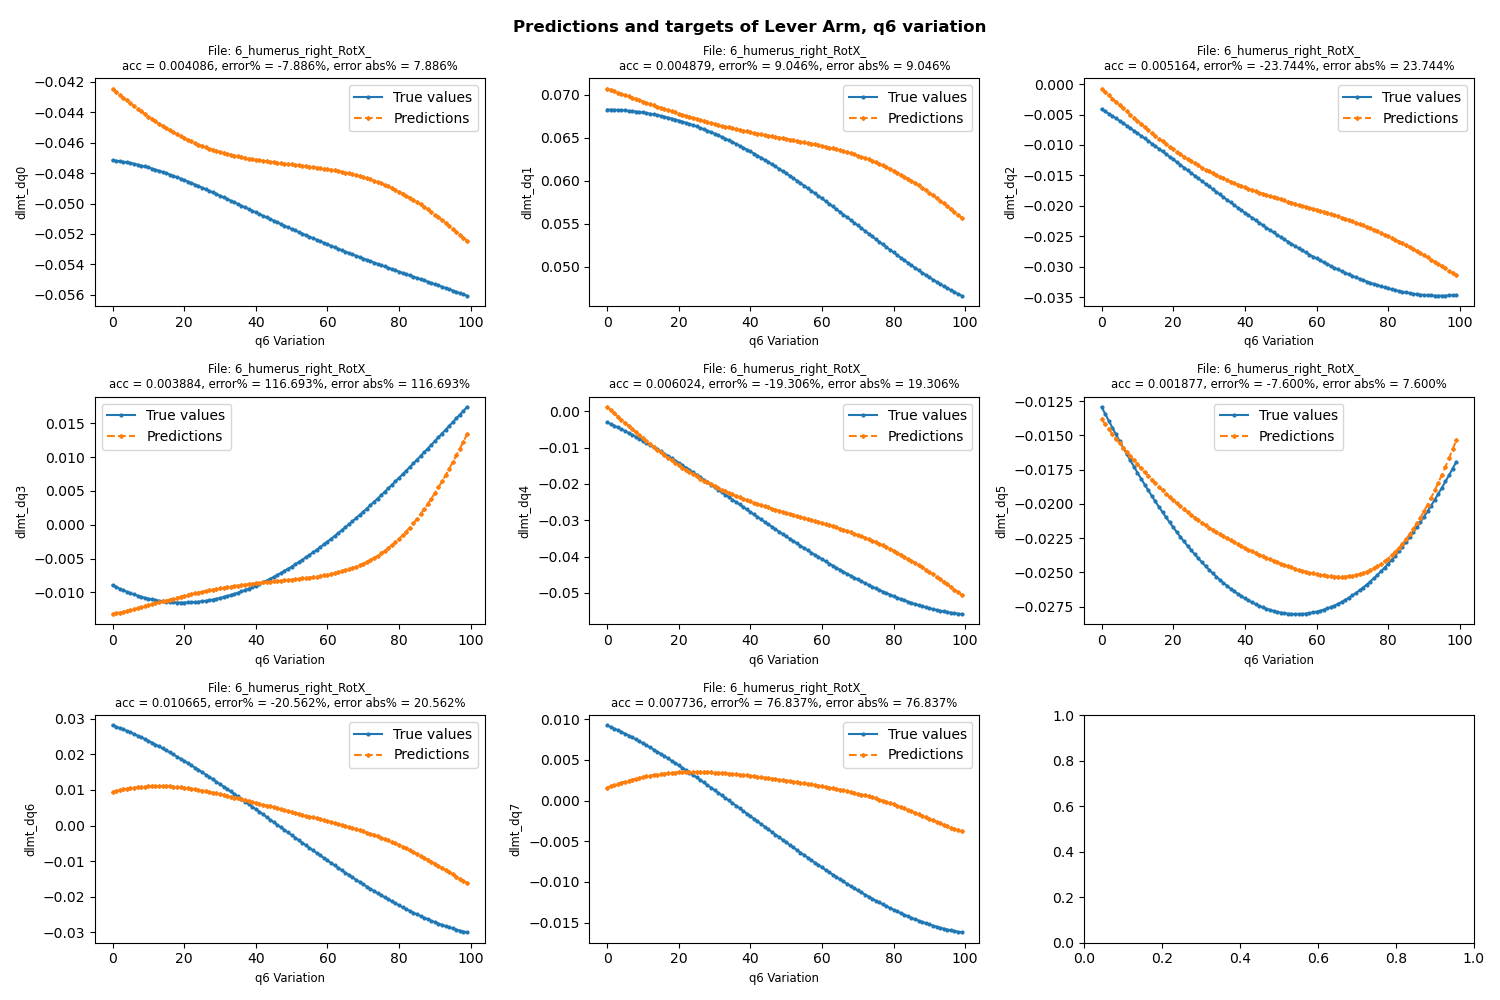 Predictions and targets of Lever Arm, q6 variation
File: 6_humerus_right_RotX_
acc = 0.004086, error% = -7.886%, error abs% = 7.886%
−0.042
−0.044
−0.046
−0.048
−0.050
−0.052
−0.054
−0.056
dlmt_dq0
True values
Predictions
0 20 40 60 80 100
q6 Variation
File: 6_humerus_right_RotX_
acc = 0.004879, error% = 9.046%, error abs% = 9.046%
0.070
0.065
0.060
0.055
0.050
dlmt_dq1
True values
Predictions
0 20 40 60 80 100
q6 Variation
File: 6_humerus_right_RotX_
acc = 0.005164, error% = -23.744%, error abs% = 23.744%
0.000
−0.005
−0.010
−0.015
−0.020
−0.025
−0.030
−0.035
dlmt_dq2
True values
Predictions
0 20 40 60 80 100
q6 Variation
File: 6_humerus_right_RotX_
acc = 0.003884, error% = 116.693%, error abs% = 116.693%
0.015
0.010
0.005
0.000
−0.005
−0.010
dlmt_dq3
True values
Predictions
0 20 40 60 80 100
q6 Variation
File: 6_humerus_right_RotX_
acc = 0.006024, error% = -19.306%, error abs% = 19.306%
0.00
−0.01
−0.02
−0.03
−0.04
−0.05
dlmt_dq4
True values
Predictions
0 20 40 60 80 100
q6 Variation
File: 6_humerus_right_RotX_
acc = 0.001877, error% = -7.600%, error abs% = 7.600%
−0.0125
−0.0150
−0.0175
−0.0200
−0.0225
−0.0250
−0.0275
dlmt_dq5
True values
Predictions
0 20 40 60 80 100
q6 Variation
File: 6_humerus_right_RotX_
acc = 0.010665, error% = -20.562%, error abs% = 20.562%
0.03
0.02
0.01
0.00
−0.01
−0.02
−0.03
dlmt_dq6
True values
Predictions
0 20 40 60 80 100
q6 Variation
File: 6_humerus_right_RotX_
acc = 0.007736, error% = 76.837%, error abs% = 76.837%
0.010
0.005
0.000
−0.005
−0.010
−0.015
dlmt_dq7
True values
Predictions
0 20 40 60 80 100
q6 Variation
1.0
0.8
0.6
0.4
0.2
0.0
0.0 0.2 0.4 0.6 0.8 1.0